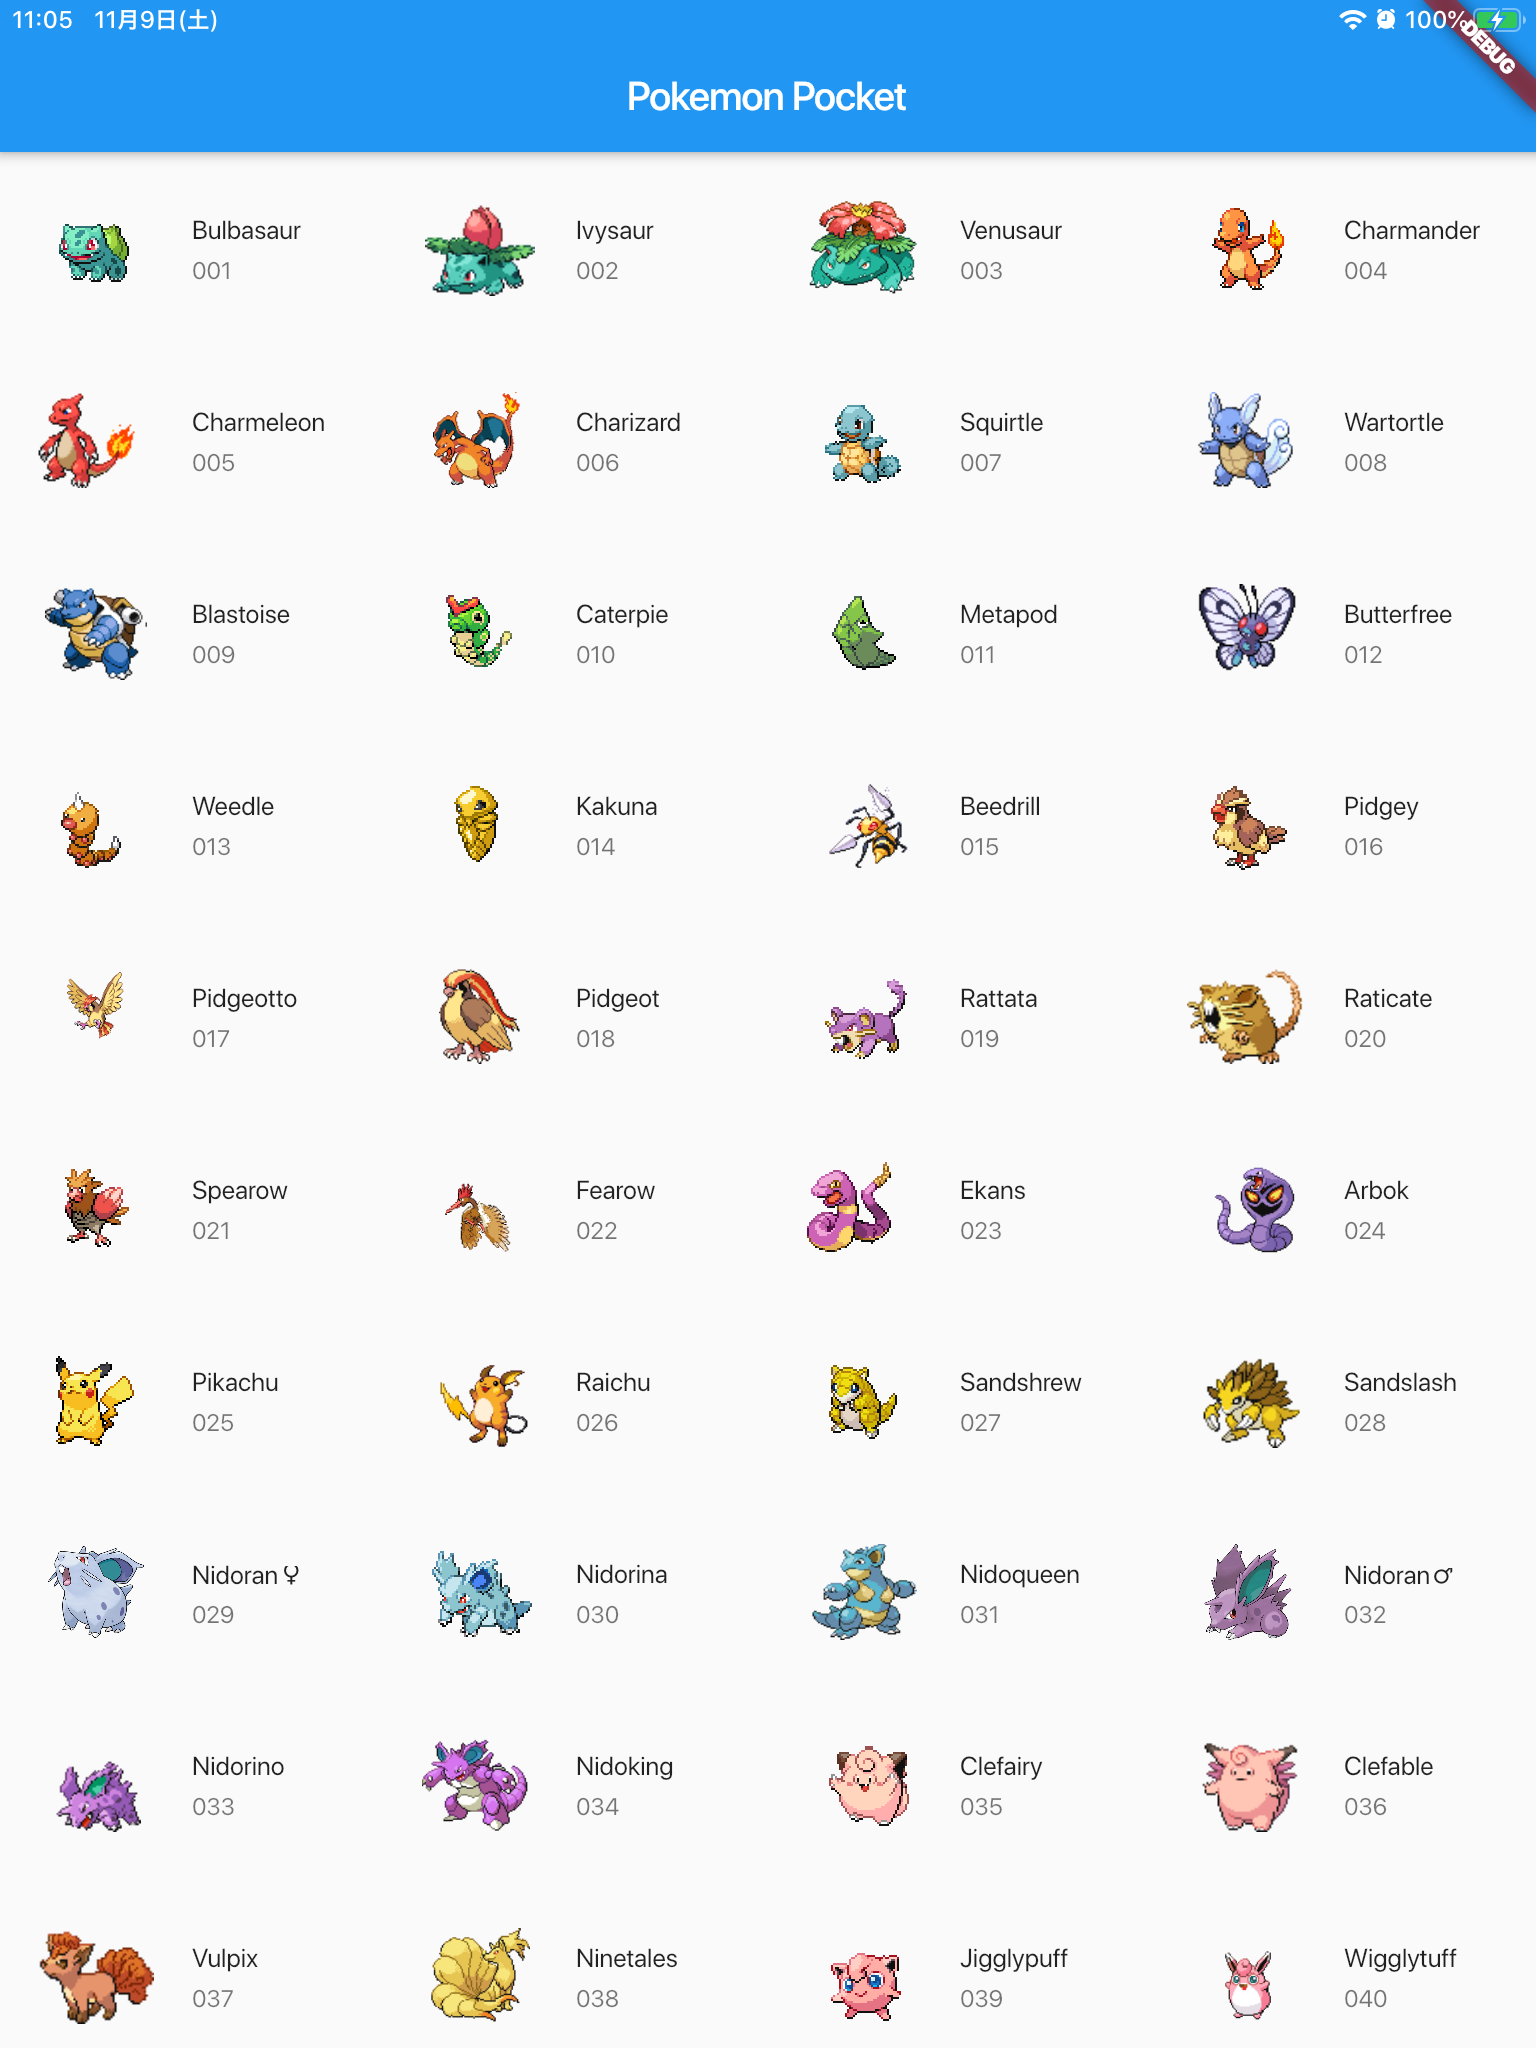 11:05 11月9日(土) 100%
DEBUG
Pokemon Pocket
Bulbasaur
001
Ivysaur
002
Venusaur
003
Charmander
004
Charmeleon
005
Charizard
006
Squirtle
007
Wartortle
008
Blastoise
009
Caterpie
010
Metapod
011
Butterfree
012
Weedle
013
Kakuna
014
Beedrill
015
Pidgey
016
Pidgeotto
017
Pidgeot
018
Rattata
019
Raticate
020
Spearow
021
Fearow
022
Ekans
023
Arbok
024
Pikachu
025
Raichu
026
Sandshrew
027
Sandslash
028
Nidoran♀
029
Nidorina
030
Nidoqueen
031
Nidoran♂
032
Nidorino
033
Nidoking
034
Clefairy
035
Clefable
036
Vulpix
037
Ninetales
038
Jigglypuff
039
Wigglytuff
040